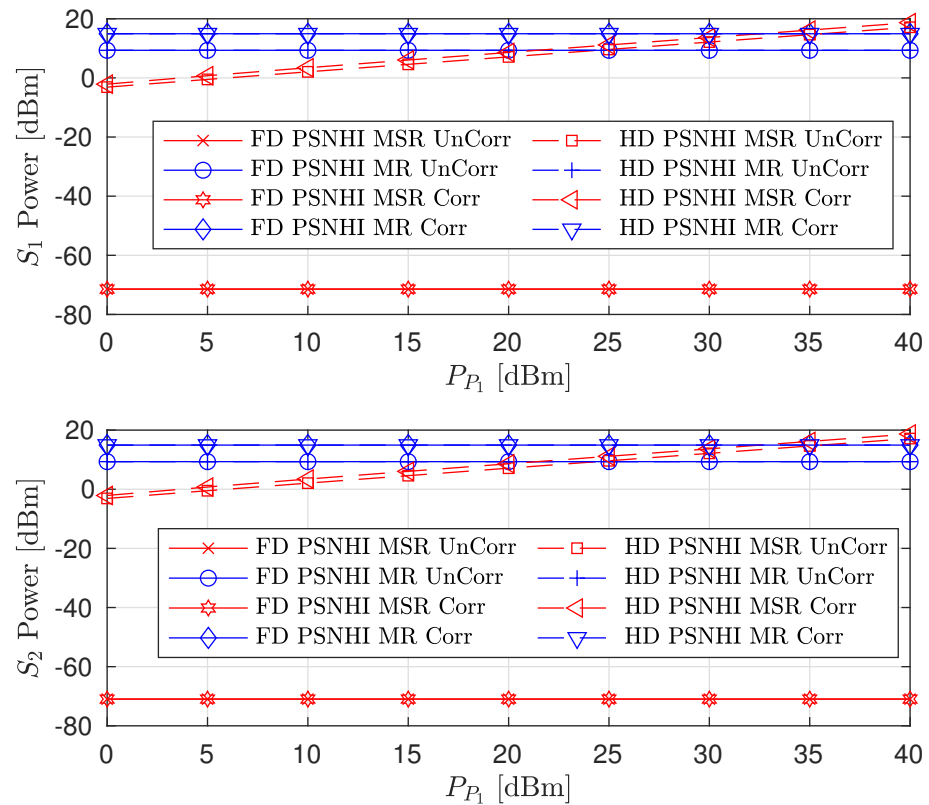 20
0
-20
-40
-60
-80
S1 Power [dBm]
FD PSNHI MSR UnCorr
HD PSNHI MSR UnCorr
FD PSNHI MR UnCorr
HD PSNHI MR UnCorr
FD PSNHI MSR Corr
HD PSNHI MSR Corr
FD PSNHI MR Corr
HD PSNHI MR Corr
0 5 10 15 20 25 30 35 40
PP1 [dBm]
20
0
-20
-40
-60
-80
S2 Power [dBm]
FD PSNHI MSR UnCorr
HD PSNHI MSR UnCorr
FD PSNHI MR UnCorr
HD PSNHI MR UnCorr
FD PSNHI MSR Corr
HD PSNHI MSR Corr
FD PSNHI MR Corr
HD PSNHI MR Corr
0 5 10 15 20 25 30 35 40
PP1 [dBm]